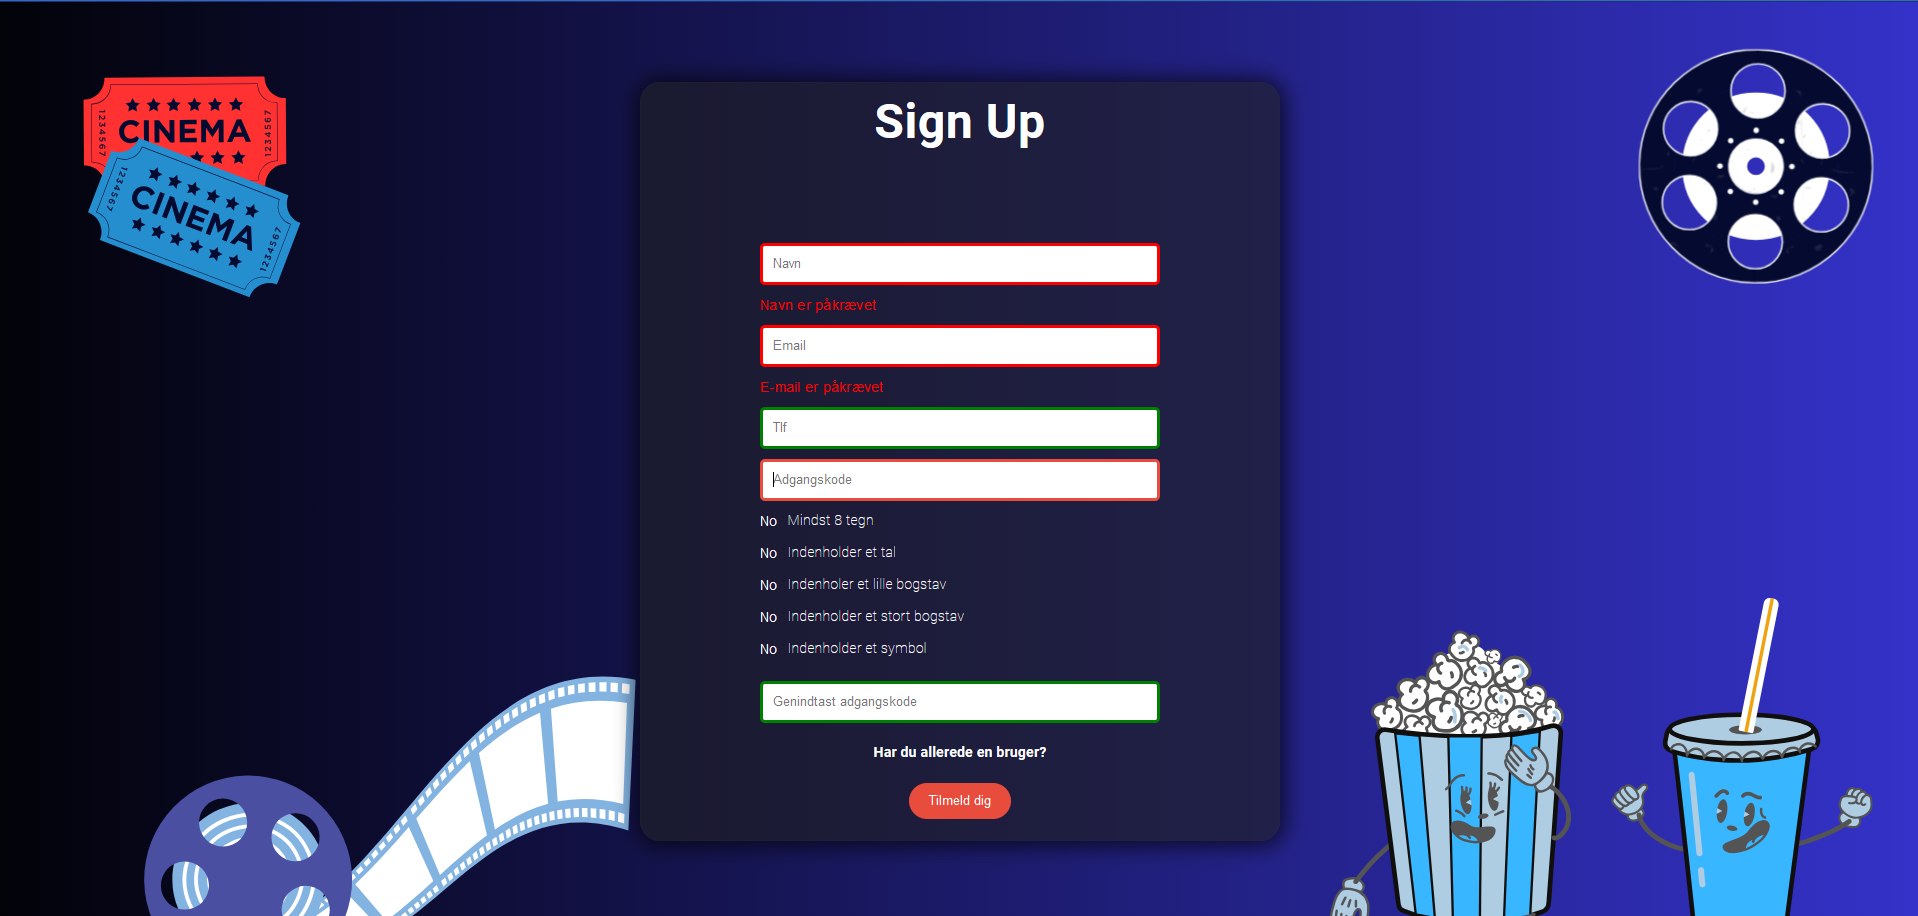 CINEMA
1234567
1234567
CINEMA
1234567
1234567
Sign Up
Navn
Navn er påkrævet
Email
E-mail er påkrævet
Tlf
Adgangskode
No Mindst 8 tegn
No Indenholder et tal
No Indenholer et lille bogstav
No Indenholder et stort bogstav
No Indenholder et symbol
Genindtast adgangskode
Har du allerede en bruger?
Tilmeld dig